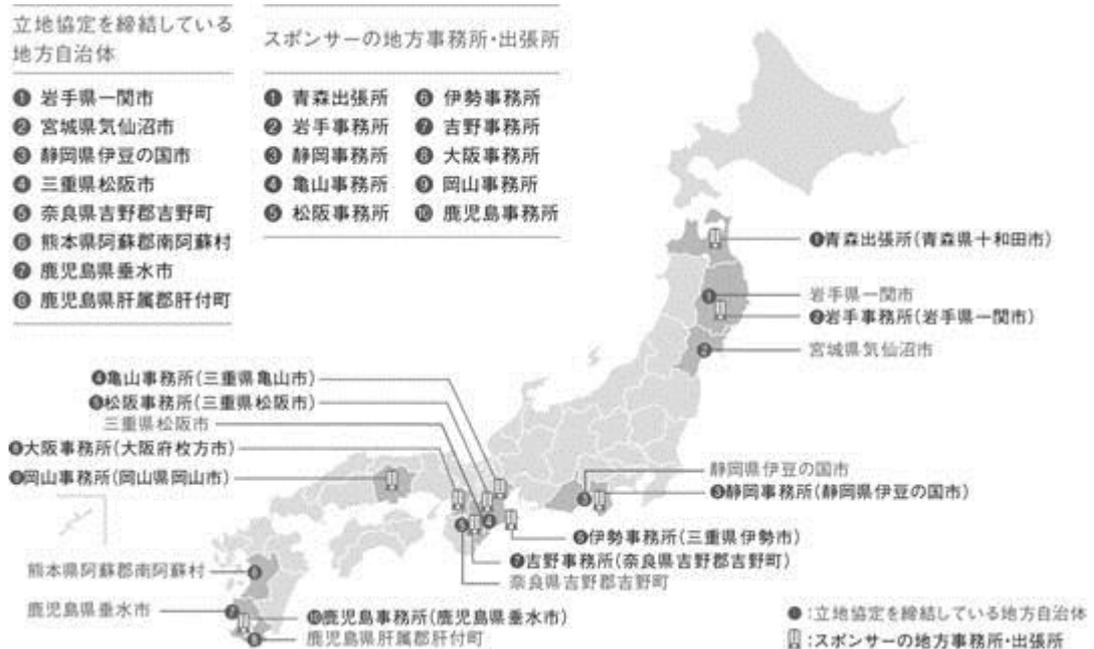 立地協定を締結している
地方自治体
❶ 岩手県一関市
❷ 宮城県気仙沼市
❸ 静岡県伊豆の国市
❹ 三重県松阪市
❺ 奈良県吉野郡吉野町
❻ 熊本県阿蘇郡南阿蘇村
❼ 鹿児島県垂水市
❽ 鹿児島県肝属郡肝付町
スポンサーの地方事務所・出張所
❶ 青森出張所 ❻ 伊勢事務所
❷ 岩手事務所 ❼ 吉野事務所
❸ 静岡事務所 ❽ 大阪事務所
❹ 亀山事務所 ❾ 岡山事務所
❺ 松阪事務所 ❿ 鹿児島事務所
❶青森出張所(青森県十和田市)
❶
岩手県一関市
❷岩手事務所(岩手県一関市)
❷
宮城県気仙沼市
❹亀山事務所(三重県亀山市)
❺松阪事務所(三重県松阪市)
三重県松阪市
❽大阪事務所(大阪府枚方市)
❾岡山事務所(岡山県岡山市)
静岡県伊豆の国市
❸
❸静岡事務所(静岡県伊豆の国市)
❺
❹
❻伊勢事務所(三重県伊勢市)
❼吉野事務所(奈良県吉野郡吉野町)
奈良県吉野郡吉野町
熊本県阿蘇郡南阿蘇村
❻
鹿児島県垂水市
❼
❿鹿児島事務所(鹿児島県垂水市)
❽
鹿児島県肝属郡肝付町
●:立地協定を締結している地方自治体
:スポンサーの地方事務所・出張所